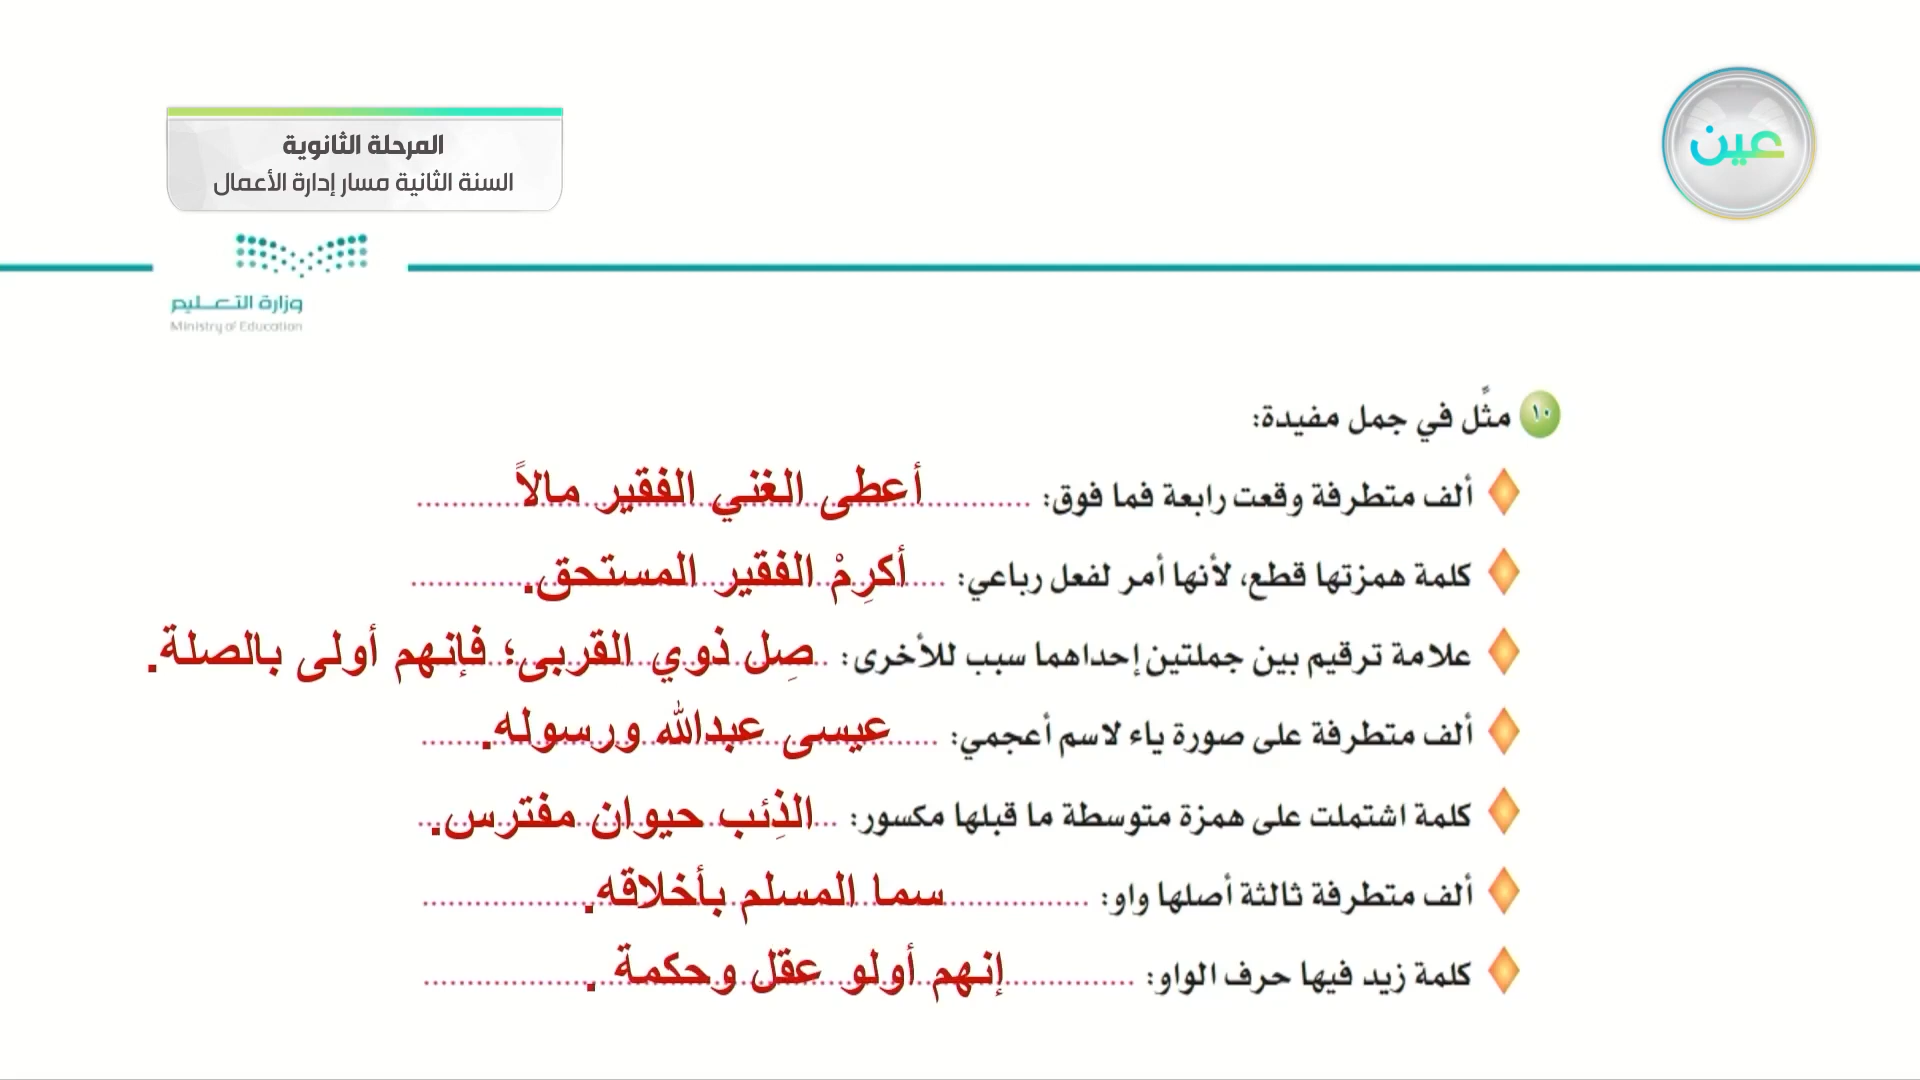 المرحلة الثانوية
السنة الثانية مسار إدارة الأعمال
عين
وزارة التعليم
Ministry of Education
١٠ مثِّل في جمل مفيدة:
ألف متطرفة وقعت رابعة فما فوق: أعطى الغني الفقير مالاً
كلمة همزتها قطع، لأنها أمر لفعل رباعي: أكرِمْ الفقير المستحق.
علامة ترقيم بين جملتين إحداهما سبب للأخرى: صِل ذوي القربى؛ فإنهم أولى بالصلة.
ألف متطرفة على صورة ياء لاسم أعجمي: عيسى عبدالله ورسوله.
كلمة اشتملت على همزة متوسطة ما قبلها مكسور: الذِئب حيوان مفترس.
ألف متطرفة ثالثة أصلها واو: سما المسلم بأخلاقه.
كلمة زيد فيها حرف الواو: إنهم أولو عقل وحكمة .